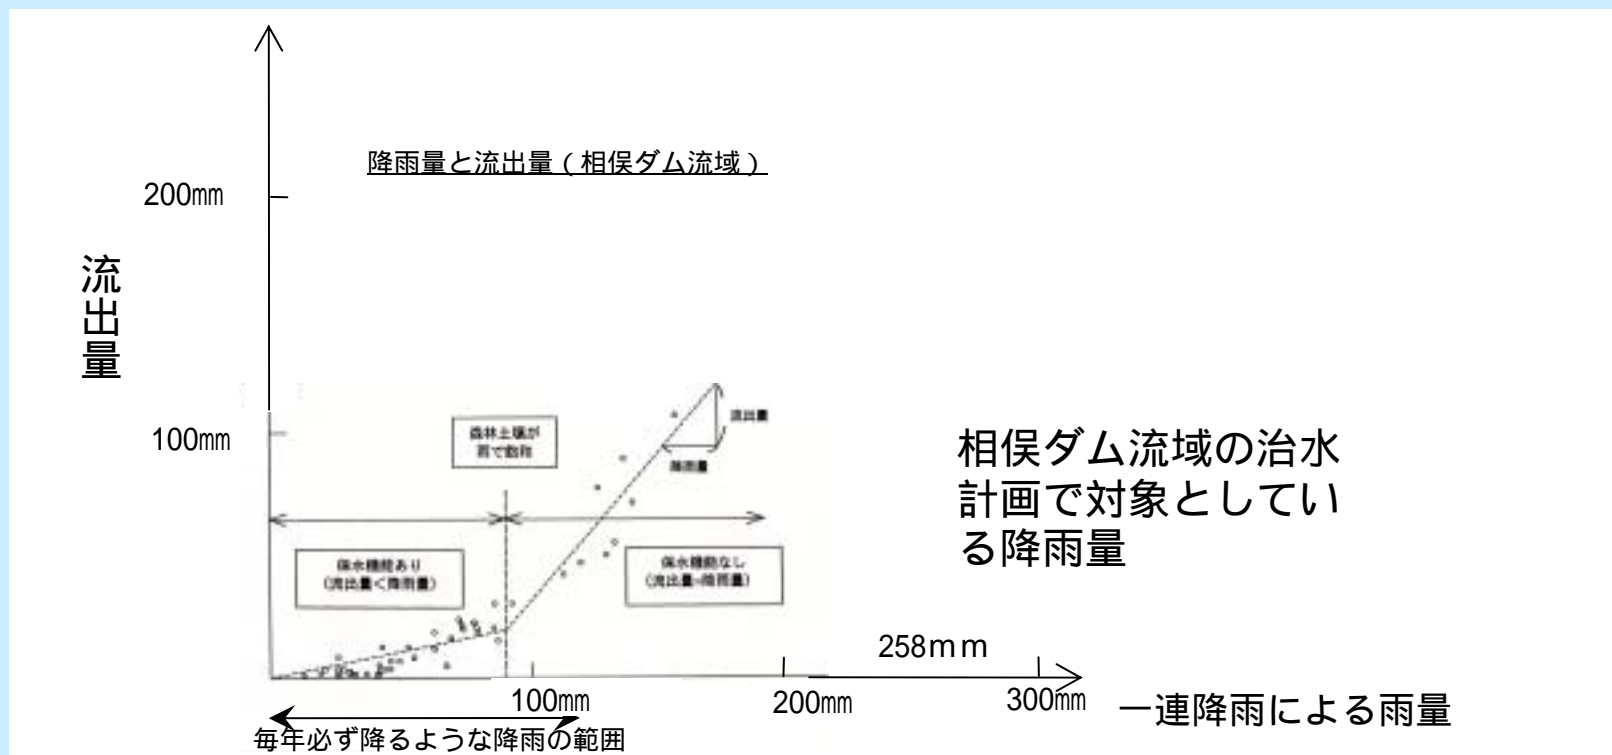 降雨量と流出量（相俣ダム流域）
200mm
流出量
100mm
森林土壌が
雨で飽和
流出量
降雨量
保水機能あり
（流出量＜降雨量）
保水機能なし
（流出量=降雨量）
相俣ダム流域の治水
計画で対象としてい
る降雨量
258mm
100mm
200mm
300mm
一連降雨による雨量
毎年必ず降るような降雨の範囲